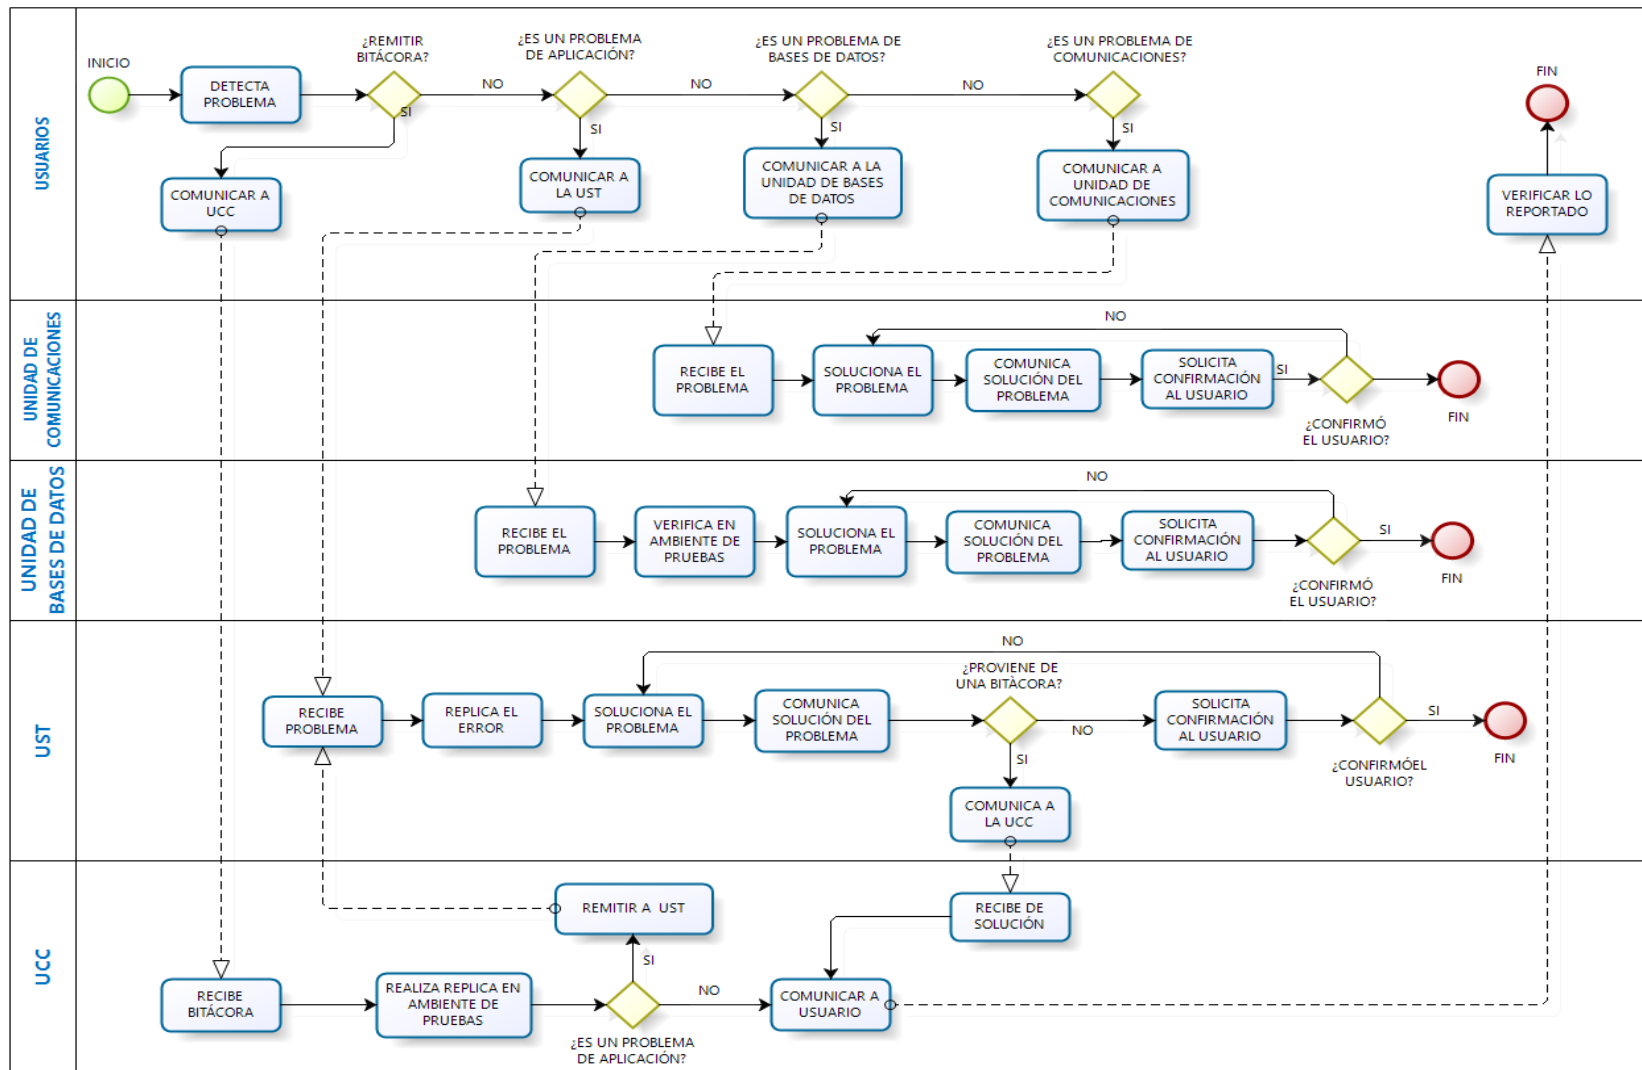 USUARIOS
INICIO
DETECTA
PROBLEMA
¿REMITIR
BITÁCORA?
SI
NO
COMUNICAR A
UCC
¿ES UN PROBLEMA
DE APLICACIÓN?
NO
SI
COMUNICAR A
LA UST
¿ES UN PROBLEMA DE
BASES DE DATOS?
NO
SI
COMUNICAR A LA
UNIDAD DE BASES
DE DATOS
¿ES UN PROBLEMA DE
COMUNICACIONES?
SI
COMUNICAR A
UNIDAD DE
COMUNICACIONES
FIN
VERIFICAR LO
REPORTADO
UNIDAD DE
COMUNICACIONES
RECIBE EL
PROBLEMA
SOLUCIONA EL
PROBLEMA
COMUNICA
SOLUCIÓN DEL
PROBLEMA
SOLICITA
CONFIRMACIÓN
AL USUARIO
SI
NO
¿CONFIRMÓ
EL USUARIO?
FIN
UNIDAD DE
BASES DE DATOS
RECIBE EL
PROBLEMA
VERIFICA EN
AMBIENTE DE
PRUEBAS
SOLUCIONA EL
PROBLEMA
COMUNICA
SOLUCIÓN DEL
PROBLEMA
SOLICITA
CONFIRMACIÓN
AL USUARIO
NO
SI
¿CONFIRMÓ
EL USUARIO?
FIN
UST
RECIBE
PROBLEMA
REPLICA EL
ERROR
SOLUCIONA EL
PROBLEMA
COMUNICA
SOLUCIÓN DEL
PROBLEMA
¿PROVIENE DE
UNA BITÀCORA?
NO
NO
SI
SOLICITA
CONFIRMACIÓN
AL USUARIO
SI
¿CONFIRMÓEL
USUARIO?
FIN
COMUNICA A
LA UCC
UCC
REMITIR A UST
RECIBE DE
SOLUCIÓN
RECIBE
BITÁCORA
REALIZA REPLICA EN
AMBIENTE DE
PRUEBAS
SI
NO
¿ES UN PROBLEMA
DE APLICACIÓN?
COMUNICAR A
USUARIO